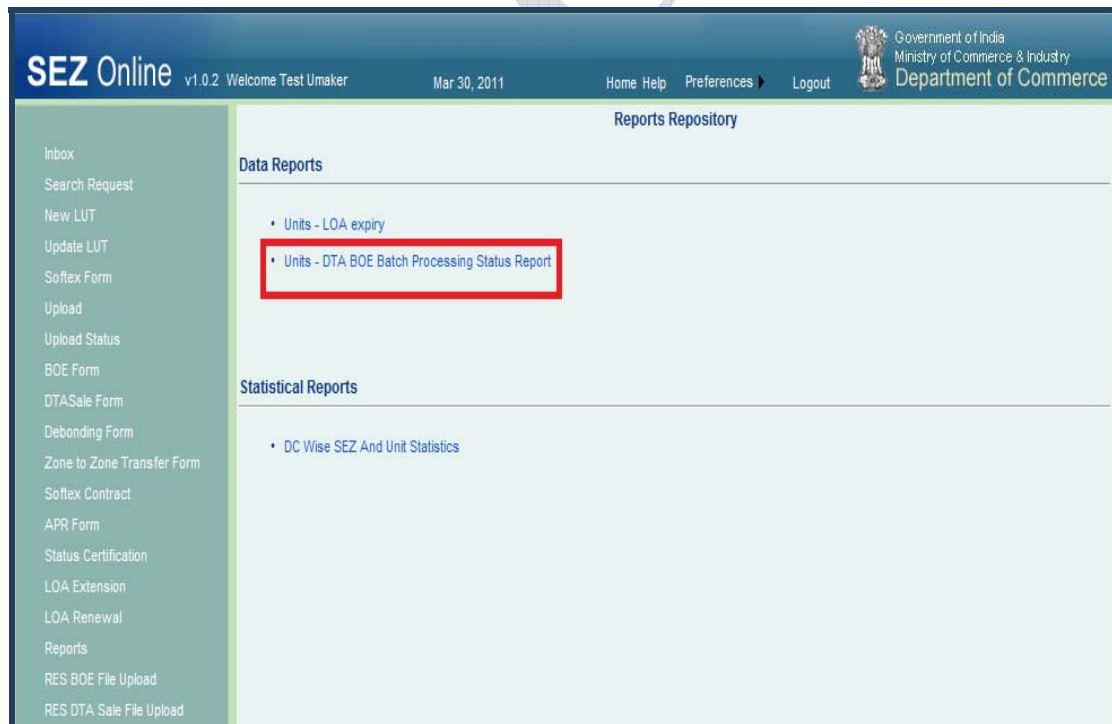 SEZ Online v1.0.2 Welcome Test Umaker Mar 30, 2011 Home Help Preferences Logout
Government of India
Ministry of Commerce & Industry
Department of Commerce
Inbox
Search Request
New LUT
Update LUT
Softex Form
Upload
Upload Status
BOE Form
DTASale Form
Debonding Form
Zone to Zone Transfer Form
Softex Contract
APR Form
Status Certification
LOA Extension
LOA Renewal
Reports
RES BOE File Upload
RES DTA Sale File Upload
Reports Repository
Data Reports
• Units - LOA expiry
• Units - DTA BOE Batch Processing Status Report
Statistical Reports
• DC Wise SEZ And Unit Statistics